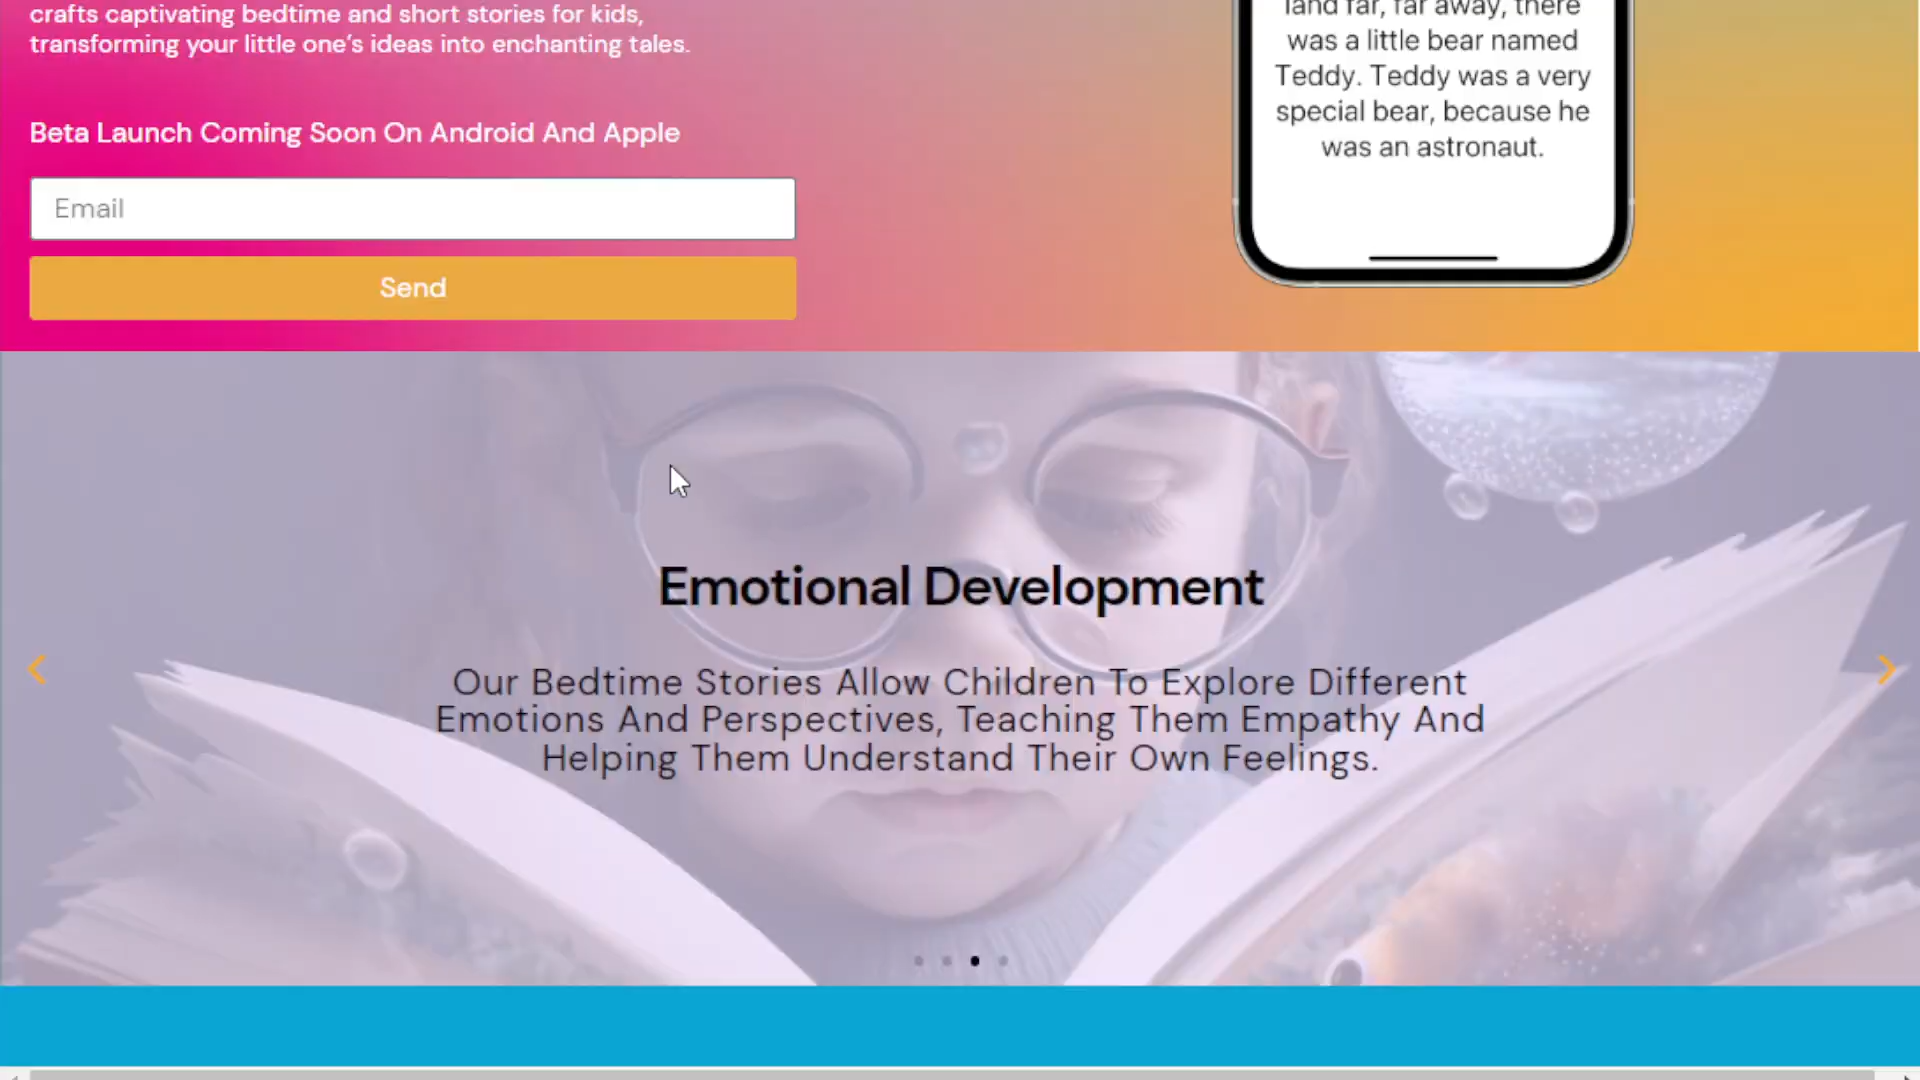 crafts captivating bedtime and short stories for kids,
transforming your little one’s ideas into enchanting tales.
Beta Launch Coming Soon On Android And Apple
Email
Send
land far, far away, there
was a little bear named
Teddy. Teddy was a very
special bear, because he
was an astronaut.
Emotional Development
Our Bedtime Stories Allow Children To Explore Different
Emotions And Perspectives, Teaching Them Empathy And
Helping Them Understand Their Own Feelings.